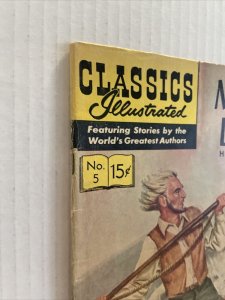 CLASSICS
Illustrated
Featuring Stories by the
World's Greatest Authors
No.
5
15¢